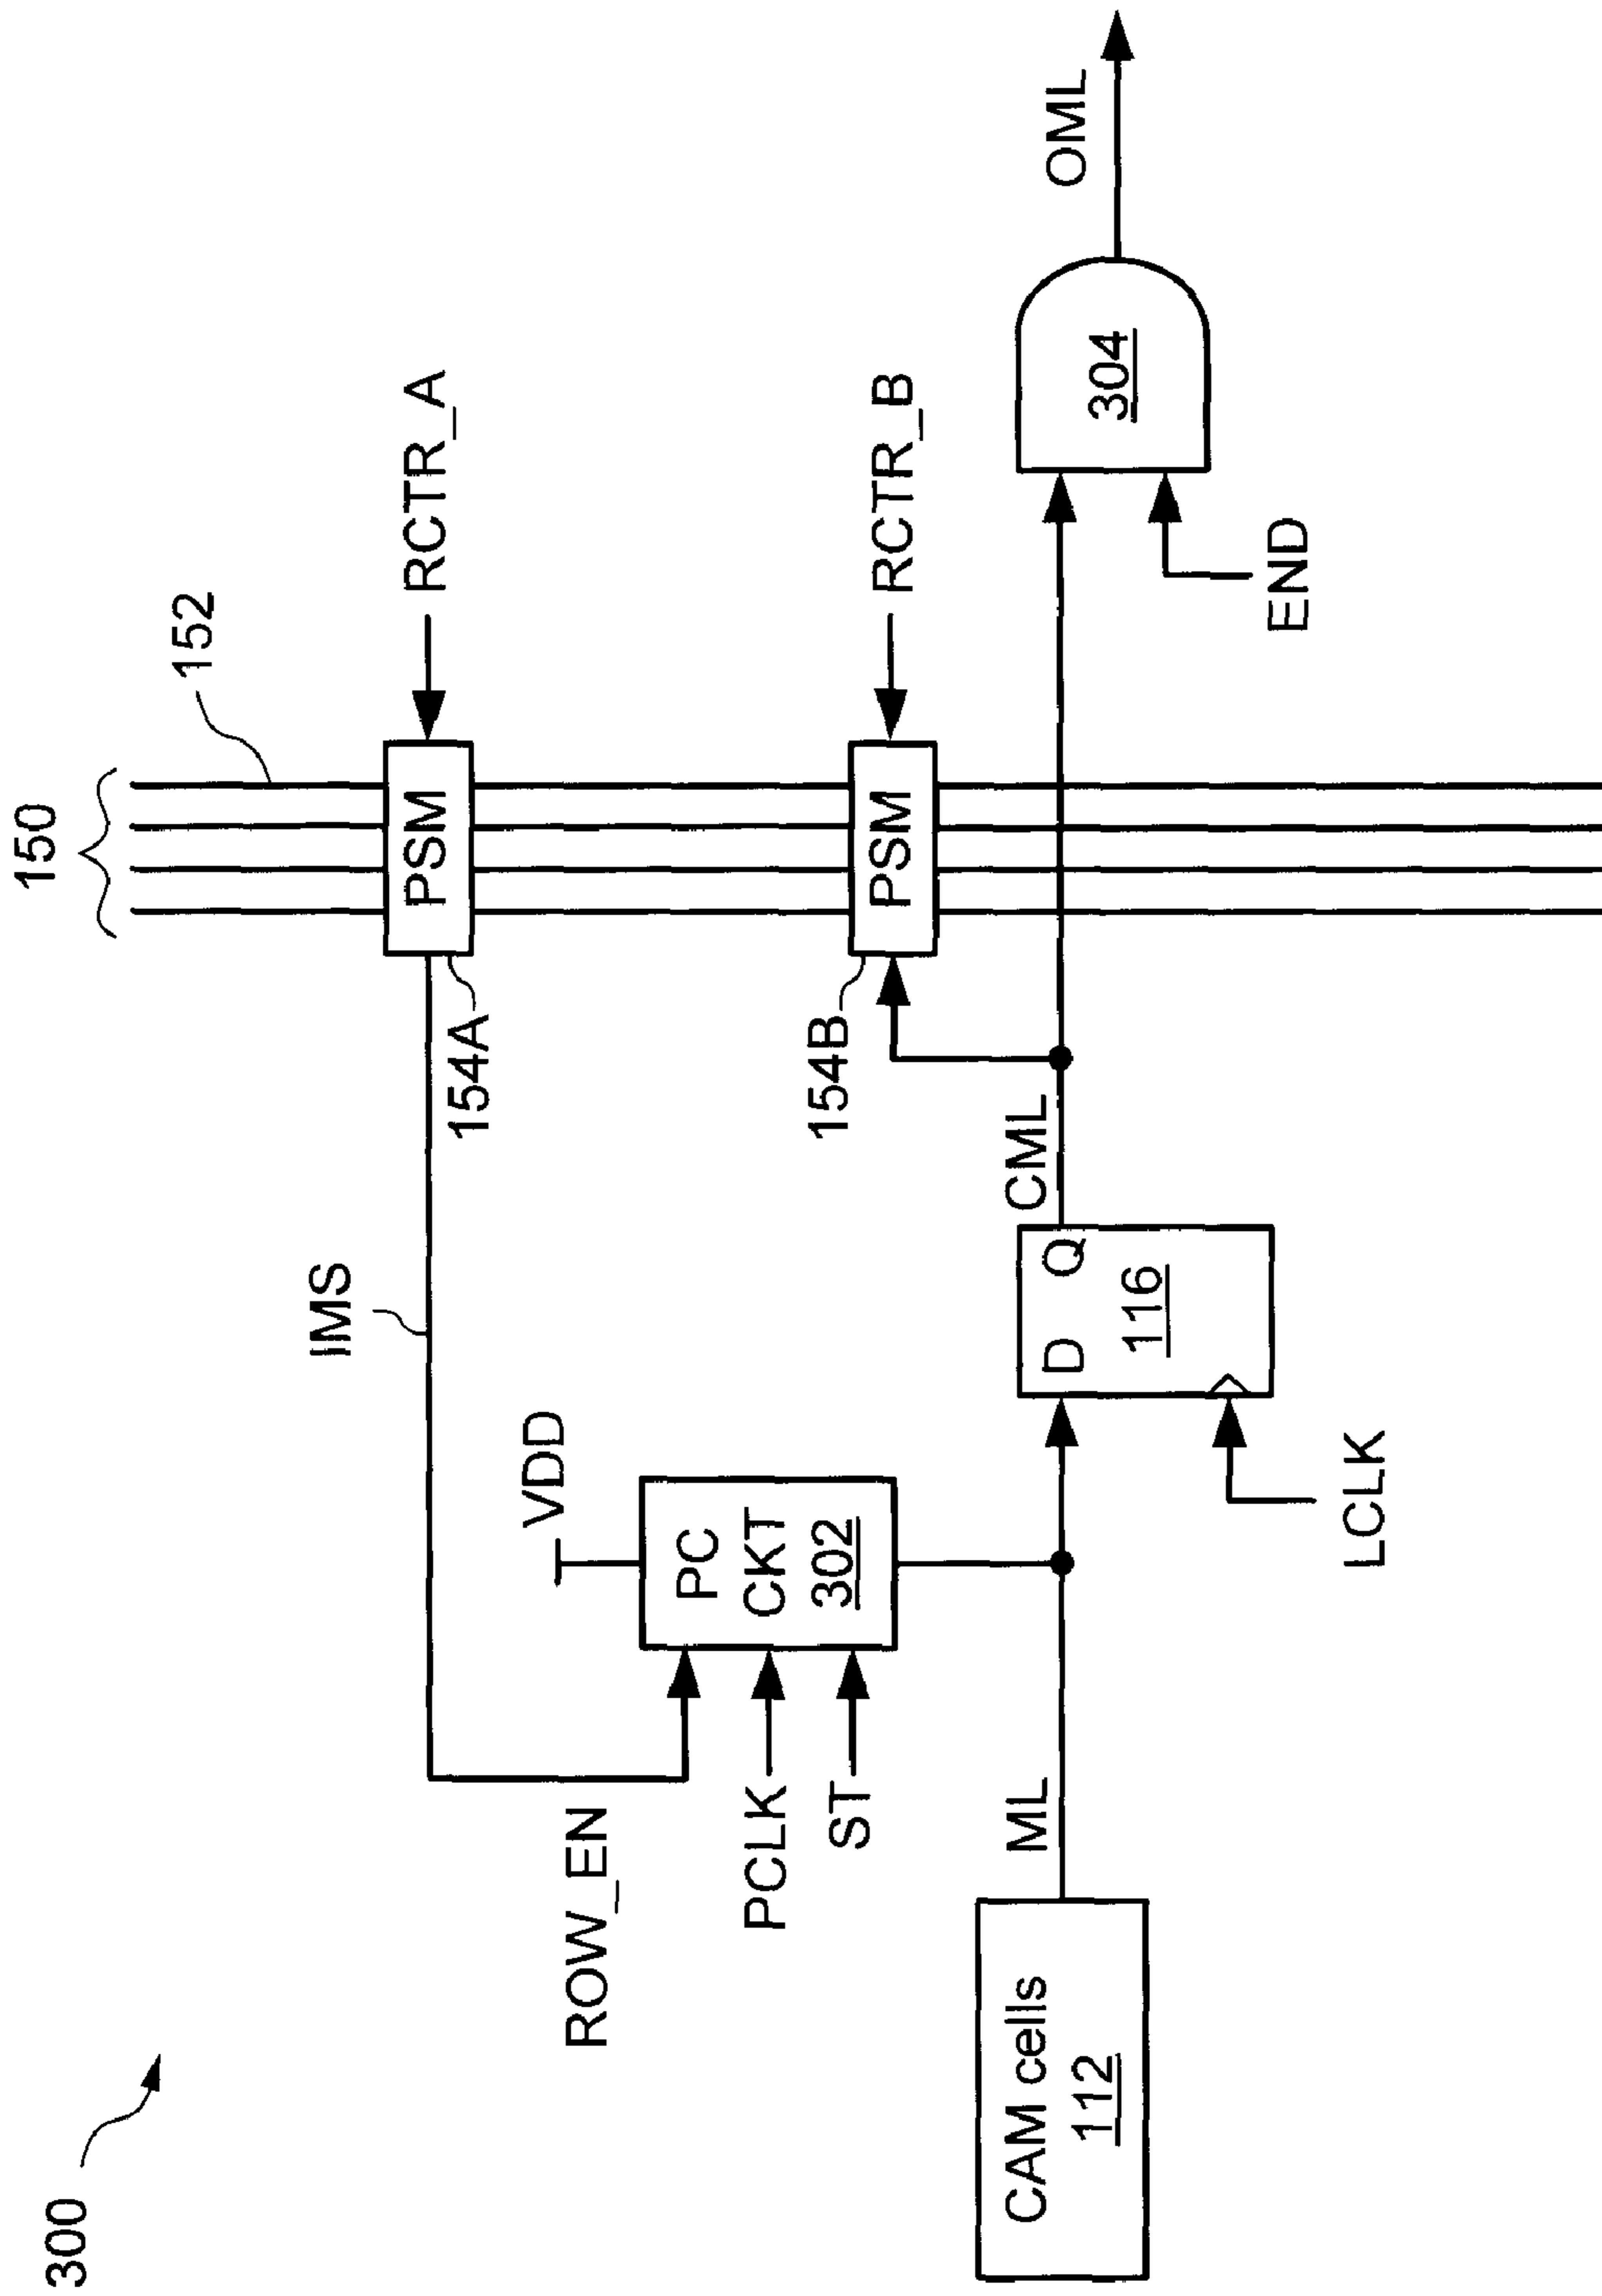 300
150
152
RCTR_A
PSM
154A
IMS
VDD
ROW_EN
PC
CKT
302
PCLK
ST
RCTR_B
PSM
154B
OML
CAM cells
112
ML
D Q
116
LCLK
CML
304
END